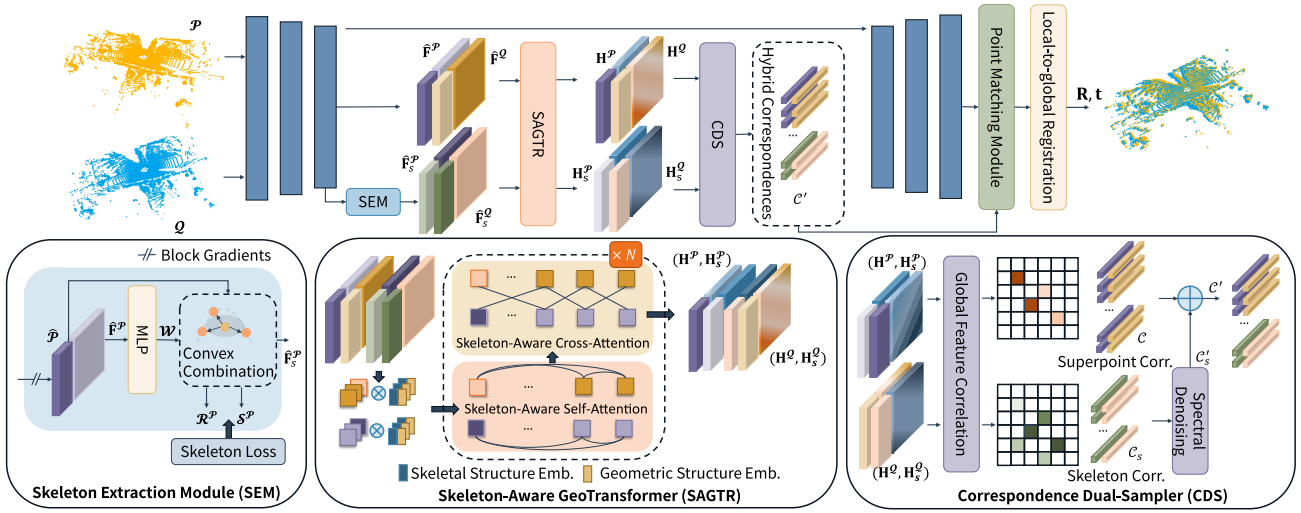 𝓟
𝓠
SEM
F̂^𝓟
F̂^𝓠
F̂_S^𝓟
F̂_S^𝓠
SAGTR
H^𝓟
H^𝓠
H_S^𝓟
H_S^𝓠
CDS
Hybrid Correspondences
...
𝒞′
Point Matching Module
Local-to-global Registration
R, t
Block Gradients
𝓟̂
F̂^𝓟
MLP
𝓦
Convex
Combination
F̂_S^𝓟
𝓡^𝓟
𝓢^𝓟
Skeleton Loss
Skeleton Extraction Module (SEM)
× N
...
...
Skeleton-Aware Cross-Attention
...
Skeleton-Aware Self-Attention
...
(H^𝓟, H_S^𝓟)
(H^𝓠, H_S^𝓠)
Skeletal Structure Emb.
Geometric Structure Emb.
Skeleton-Aware GeoTransformer (SAGTR)
(H^𝓟, H_S^𝓟)
(H^𝓠, H_S^𝓠)
Global Feature Correlation
...
𝒞
Superpoint Corr.
...
𝒞_s
Skeleton Corr.
Spectral Denoising
𝒞′_s
𝒞′
...
Correspondence Dual-Sampler (CDS)